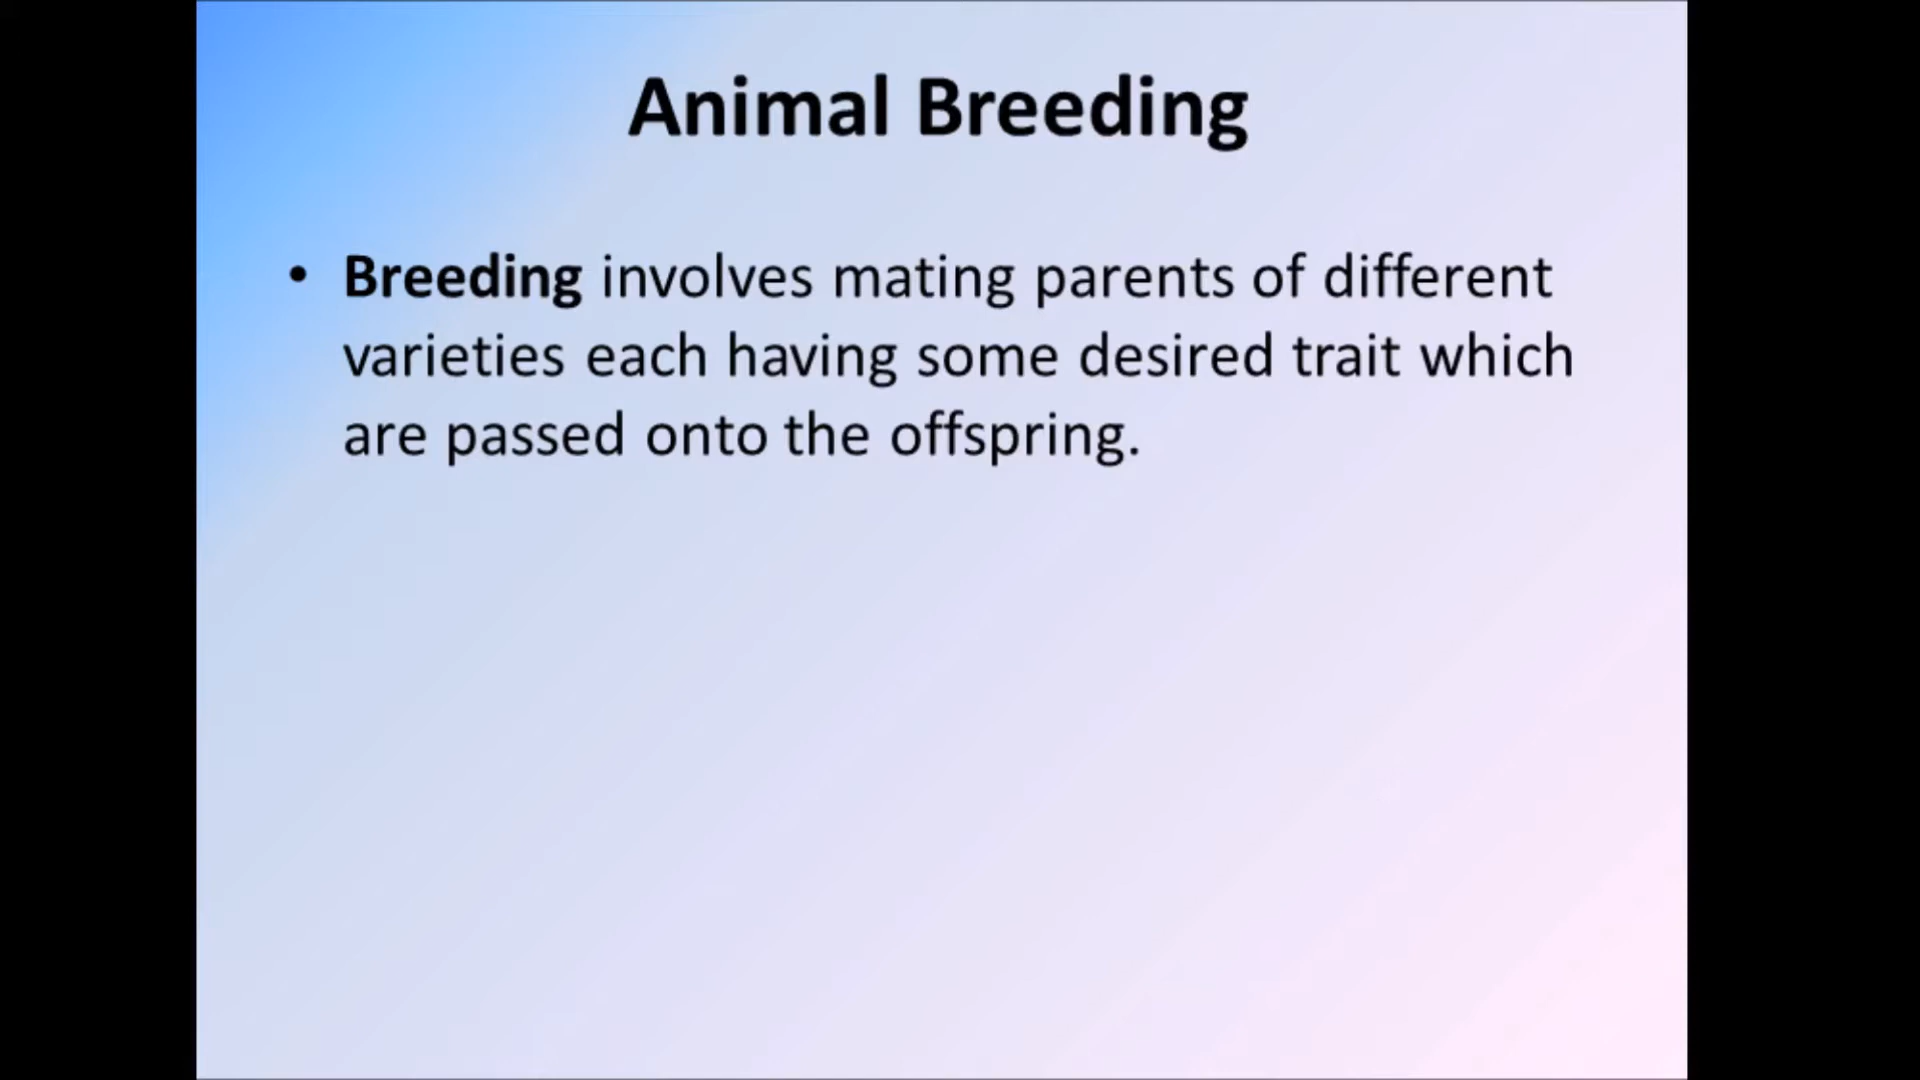 Animal Breeding
• Breeding involves mating parents of different
varieties each having some desired trait which
are passed onto the offspring.